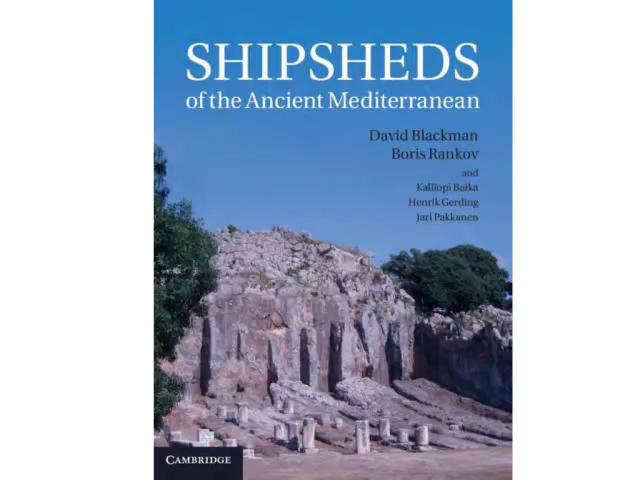 SHIPSHEDS
of the Ancient Mediterranean
David Blackman
Boris Rankov
and
Kalliopi Baika
Henrik Gerding
Jari Pakkanen
CAMBRIDGE